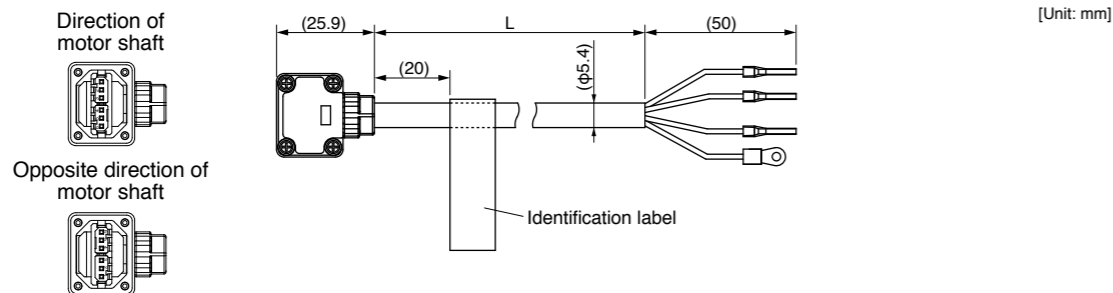 [Unit: mm]
Direction of
motor shaft
(25.9)
L
(50)
(20)
(φ5.4)
Opposite direction of
motor shaft
Identification label